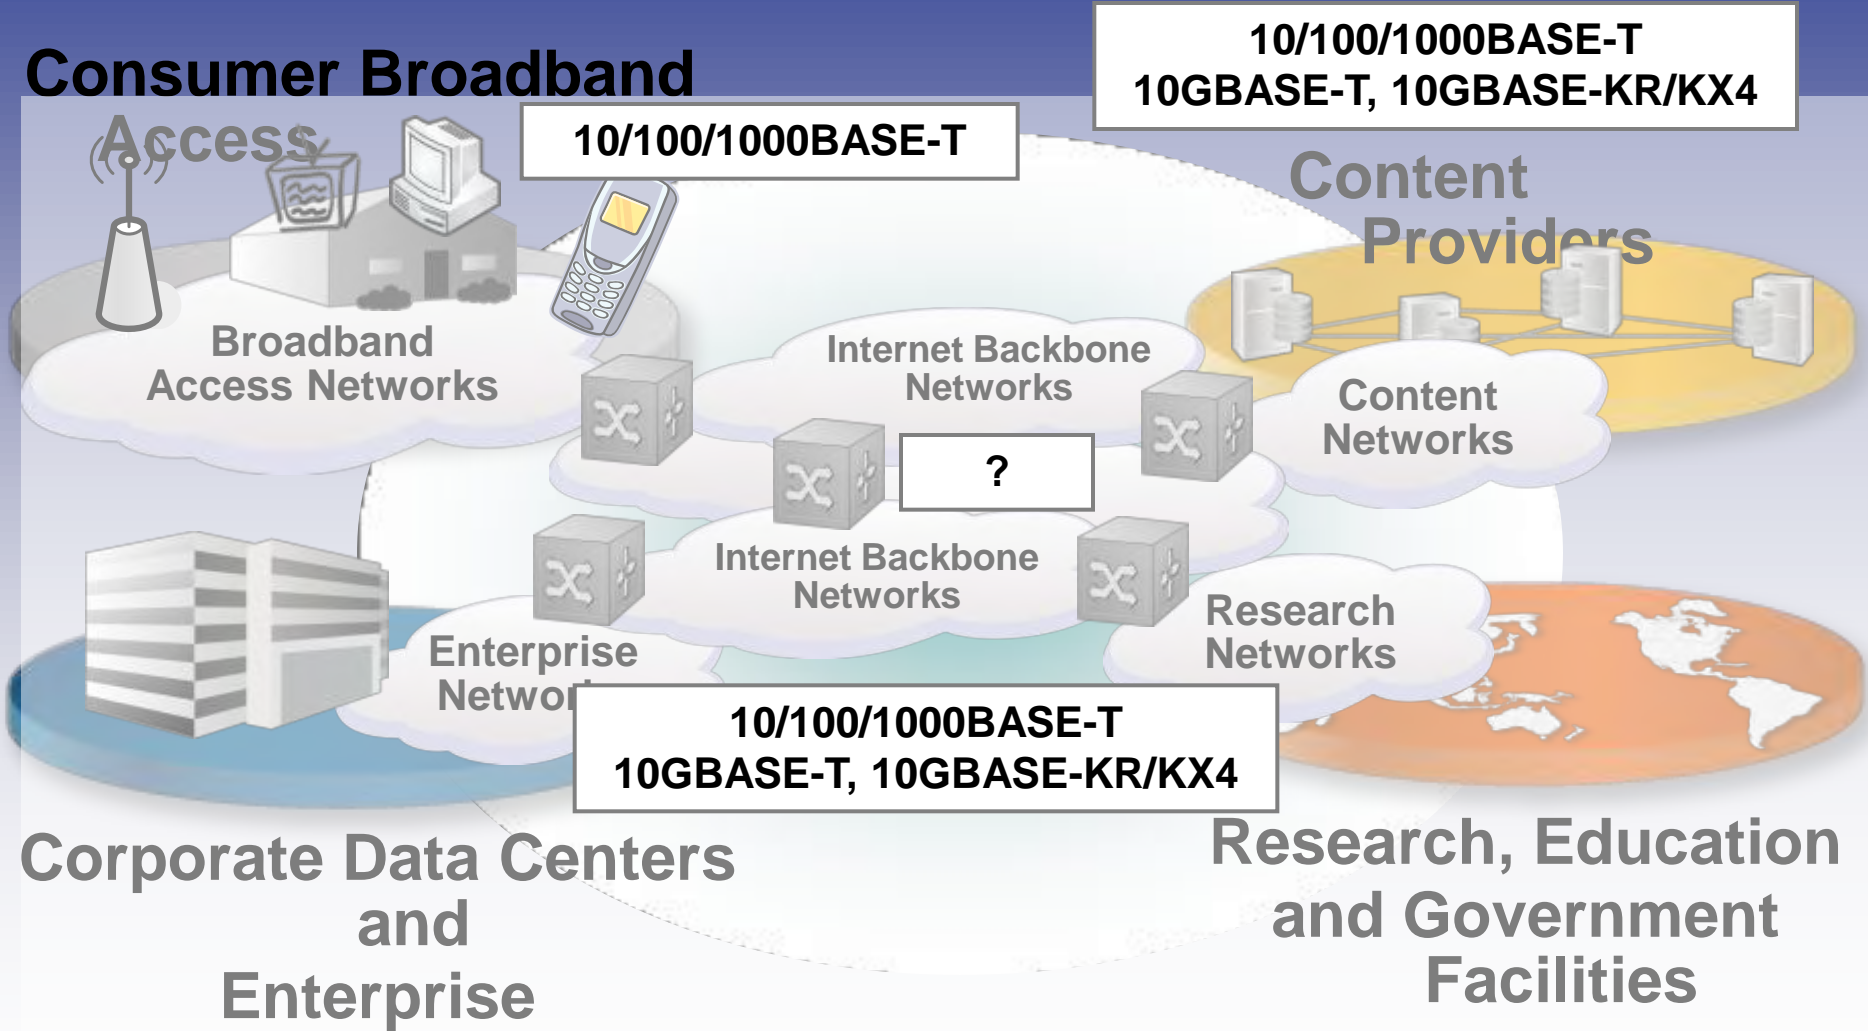 Consumer Broadband
Access
10/100/1000BASE-T
10/100/1000BASE-T
10GBASE-T, 10GBASE-KR/KX4
Content
Providers
Broadband
Access Networks
Internet Backbone
Networks
Content
Networks
?
Internet Backbone
Networks
Enterprise
Networks
Research
Networks
10/100/1000BASE-T
10GBASE-T, 10GBASE-KR/KX4
Corporate Data Centers
and
Enterprise
Research, Education
and Government
Facilities